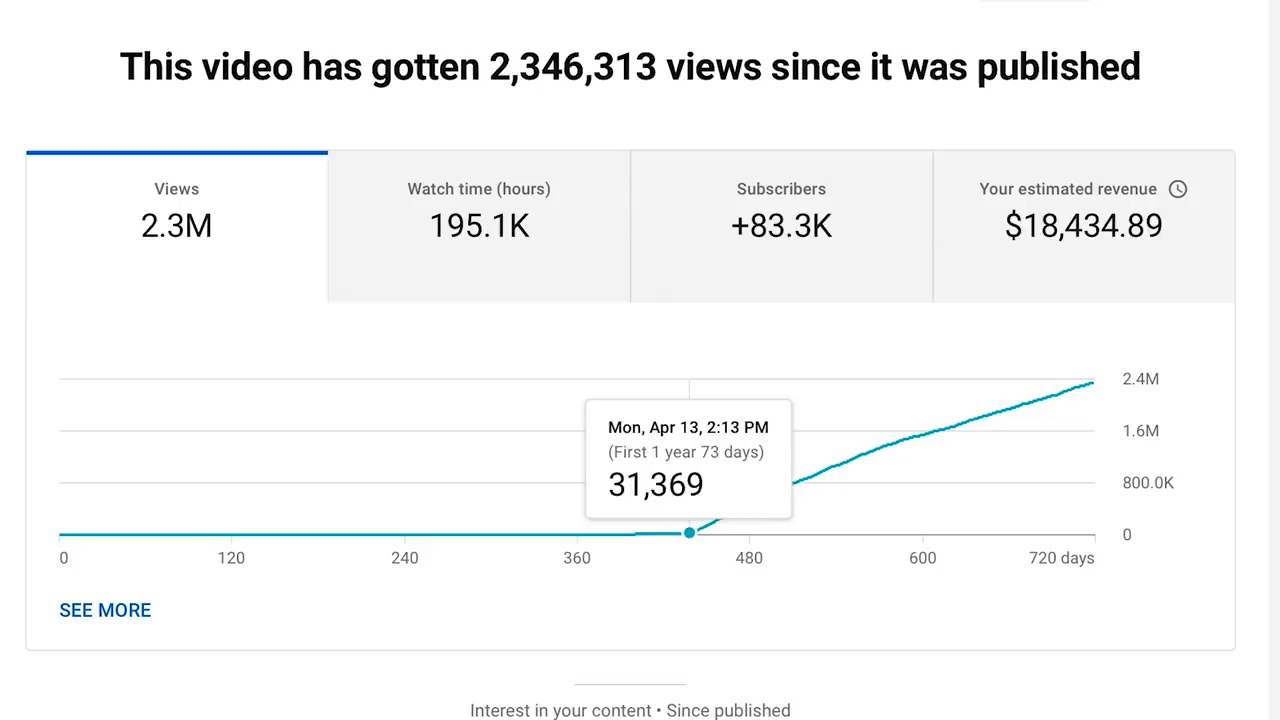 This video has gotten 2,346,313 views since it was published
Views
2.3M
Watch time (hours)
195.1K
Subscribers
+83.3K
Your estimated revenue
$18,434.89
2.4M
1.6M
800.0K
0
Mon, Apr 13, 2:13 PM
(First 1 year 73 days)
31,369
0 120 240 360 480 600 720 days
SEE MORE
Interest in your content • Since published